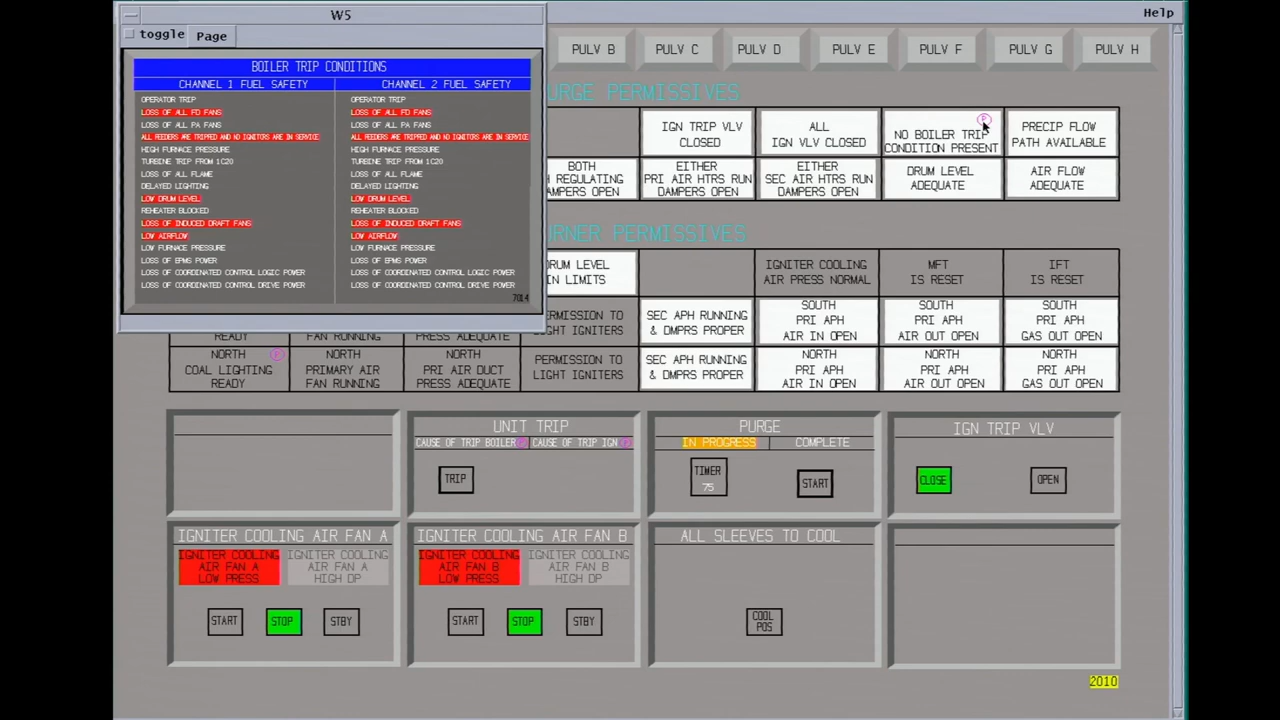 W5
Help
toggle Page
PULV B PULV C PULV D PULV E PULV F PULV G PULV H
BOILER TRIP CONDITIONS
CHANNEL 1 FUEL SAFETY CHANNEL 2 FUEL SAFETY
OPERATOR TRIP OPERATOR TRIP
LOSS OF ALL FD FANS LOSS OF ALL FD FANS
LOSS OF ALL PA FANS LOSS OF ALL PA FANS
ALL FEEDERS ARE TRIPPED AND NO IGNITORS ARE IN SERVICE ALL FEEDERS ARE TRIPPED AND NO IGNITORS ARE IN SERVICE
HIGH FURNACE PRESSURE HIGH FURNACE PRESSURE
TURBINE TRIP FROM 1C20 TURBINE TRIP FROM 1C20
LOSS OF ALL FLAME LOSS OF ALL FLAME
DELAYED LIGHTING DELAYED LIGHTING
LOW DRUM LEVEL LOW DRUM LEVEL
REHEATER BLOCKED REHEATER BLOCKED
LOSS OF INDUCED DRAFT FANS LOSS OF INDUCED DRAFT FANS
LOW AIRFLOW LOW AIRFLOW
LOW FURNACE PRESSURE LOW FURNACE PRESSURE
LOSS OF EPMS POWER LOSS OF EPMS POWER
LOSS OF COORDINATED CONTROL LOGIC POWER LOSS OF COORDINATED CONTROL LOGIC POWER
LOSS OF COORDINATED CONTROL DRIVE POWER LOSS OF COORDINATED CONTROL DRIVE POWER
7014
URGE PERMISSIVES
IGN TRIP VLV ALL P PRECIP FLOW
CLOSED IGN VLV CLOSED NO BOILER TRIP PATH AVAILABLE
CONDITION PRESENT
BOTH EITHER EITHER DRUM LEVEL AIR FLOW
REGULATING PRI AIR HTRS RUN SEC AIR HTRS RUN ADEQUATE ADEQUATE
AMPERS OPEN DAMPERS OPEN DAMPERS OPEN
RNER PERMISSIVES
DRUM LEVEL IGNITER COOLING MFT IFT
IN LIMITS AIR PRESS NORMAL IS RESET IS RESET
PERMISSION TO SEC APH RUNNING SOUTH SOUTH SOUTH
LIGHT IGNITERS & DMPRS PROPER PRI APH PRI APH PRI APH
READY FAN RUNNING PRESS ADEQUATE AIR IN OPEN AIR OUT OPEN GAS OUT OPEN
NORTH P NORTH NORTH PERMISSION TO SEC APH RUNNING NORTH NORTH NORTH
COAL LIGHTING PRIMARY AIR PRI AIR DUCT LIGHT IGNITERS & DMPRS PROPER PRI APH PRI APH PRI APH
READY FAN RUNNING PRESS ADEQUATE AIR IN OPEN AIR OUT OPEN GAS OUT OPEN
UNIT TRIP PURGE IGN TRIP VLV
CAUSE OF TRIP BOILER P CAUSE OF TRIP IGN P IN PROGRESS COMPLETE
TRIP TIMER START CLOSE OPEN
75
IGNITER COOLING AIR FAN A IGNITER COOLING AIR FAN B ALL SLEEVES TO COOL
IGNITER COOLING IGNITER COOLING IGNITER COOLING IGNITER COOLING
AIR FAN A AIR FAN A AIR FAN B AIR FAN B
LOW PRESS HIGH DP LOW PRESS HIGH DP
START STOP STBY START STOP STBY COOL
POS
2010